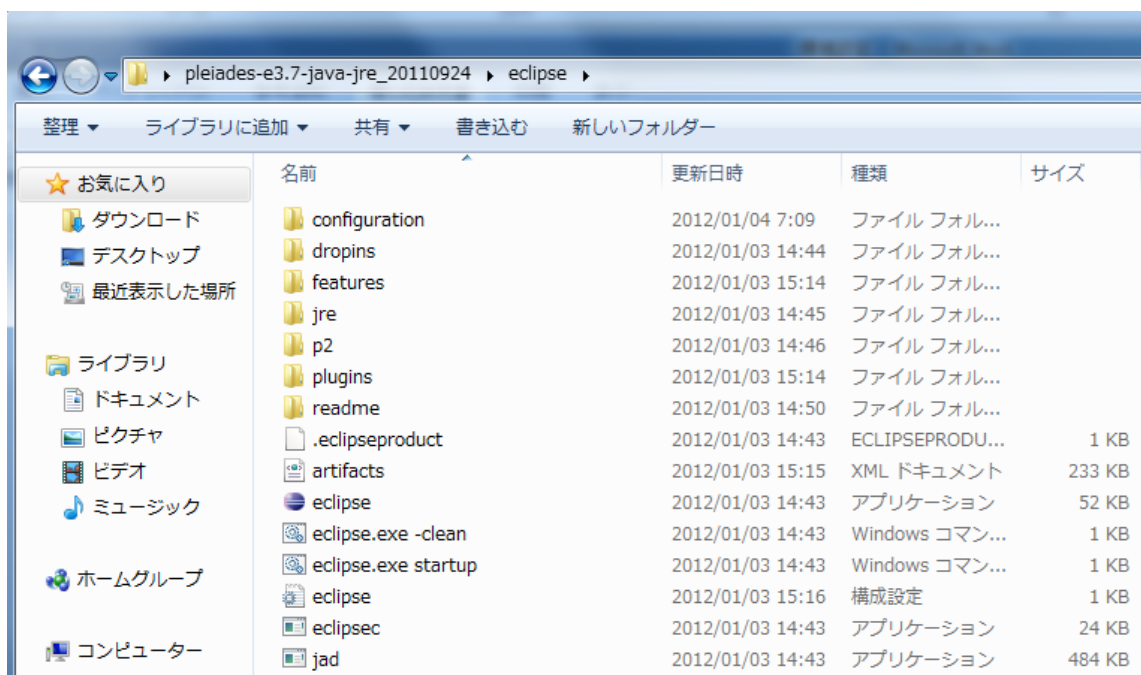 pleiades-e3.7-java-jre_20110924 eclipse
整理 ライブラリに追加 共有 書き込む 新しいフォルダー
お気に入り
ダウンロード
デスクトップ
最近表示した場所
ライブラリ
ドキュメント
ピクチャ
ビデオ
ミュージック
ホームグループ
コンピューター
名前 更新日時 種類 サイズ
configuration 2012/01/04 7:09 ファイル フォル...
dropins 2012/01/03 14:44 ファイル フォル...
features 2012/01/03 15:14 ファイル フォル...
jre 2012/01/03 14:45 ファイル フォル...
p2 2012/01/03 14:46 ファイル フォル...
plugins 2012/01/03 15:14 ファイル フォル...
readme 2012/01/03 14:50 ファイル フォル...
.eclipseproduct 2012/01/03 14:43 ECLIPSEPRODU... 1 KB
artifacts 2012/01/03 15:15 XML ドキュメント 233 KB
eclipse 2012/01/03 14:43 アプリケーション 52 KB
eclipse.exe -clean 2012/01/03 14:43 Windows コマン... 1 KB
eclipse.exe startup 2012/01/03 14:43 Windows コマン... 1 KB
eclipse 2012/01/03 15:16 構成設定 1 KB
eclipsec 2012/01/03 14:43 アプリケーション 24 KB
jad 2012/01/03 14:43 アプリケーション 484 KB